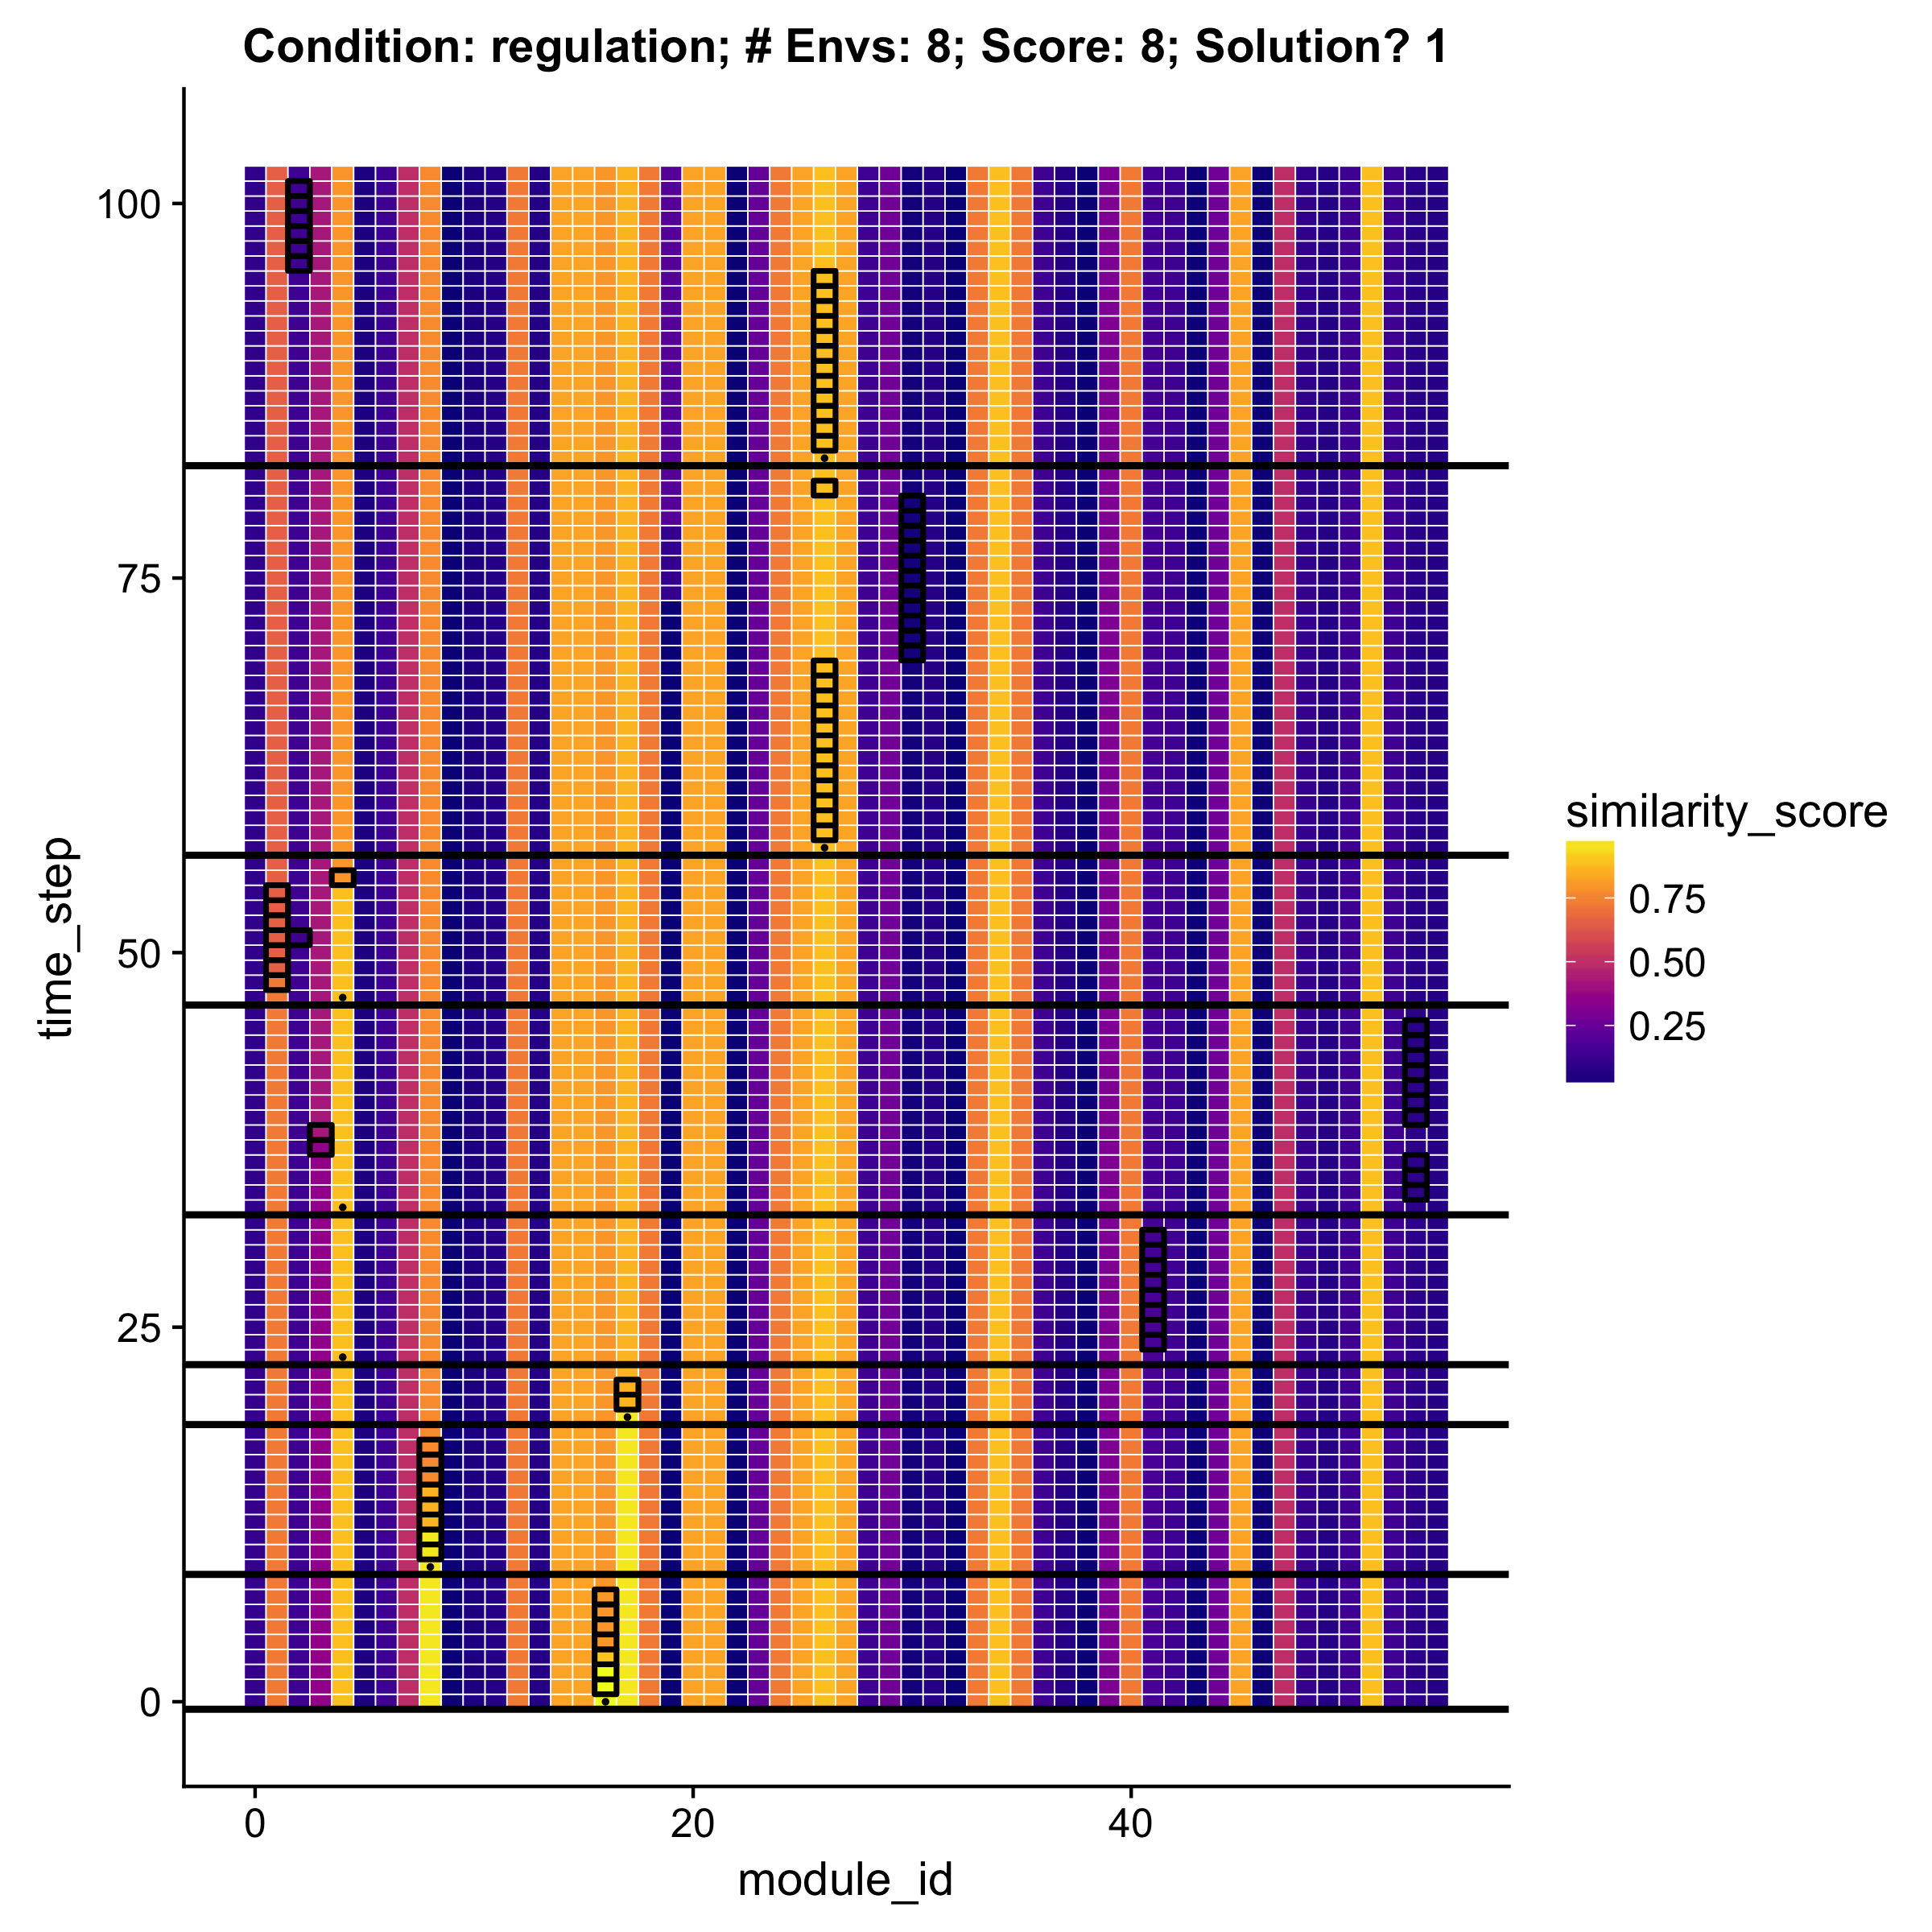 Condition: regulation; # Envs: 8; Score: 8; Solution? 1
100
75
50
25
0
time_step
0 20 40
module_id
similarity_score
0.75
0.50
0.25